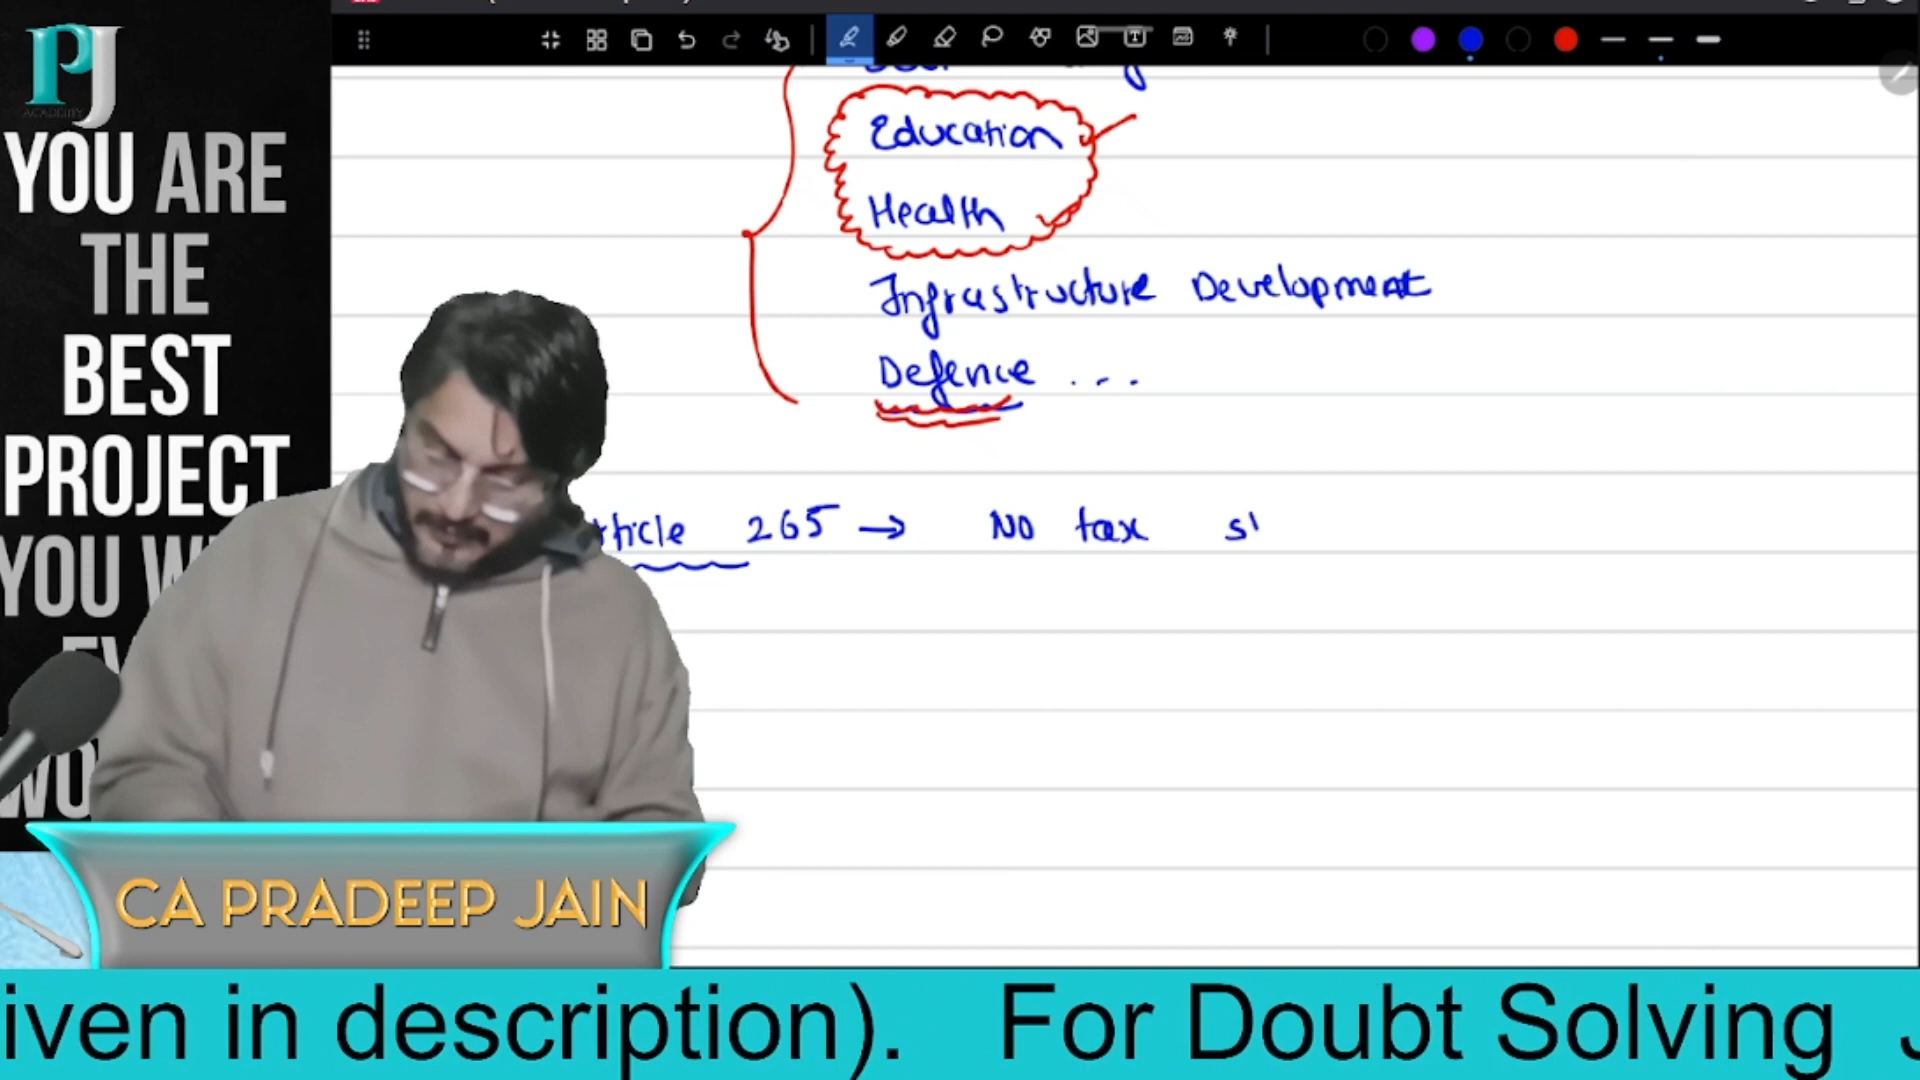 PJ
ACADEMY
YOU ARE
THE
BEST
PROJECT
YOU
Education
Health
Infrastructure Development
Defence ...
rticle 265 → No tax
CA PRADEEP JAIN
iven in description). For Doubt Solving